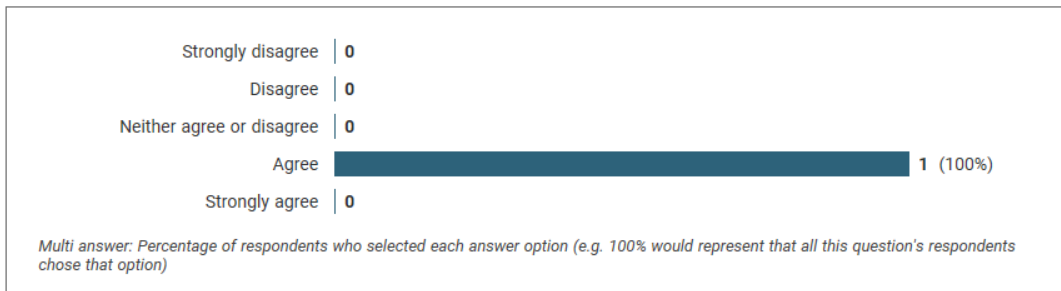 Strongly disagree 0
Disagree 0
Neither agree or disagree 0
Agree 1 (100%)
Strongly agree 0
Multi answer: Percentage of respondents who selected each answer option (e.g. 100% would represent that all this question's respondents
chose that option)